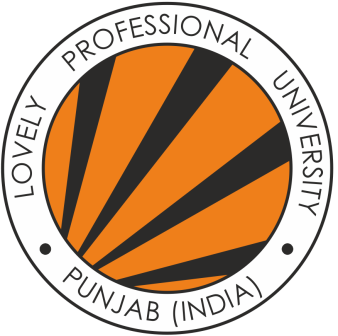 LOVELY PROFESSIONAL UNIVERSITY
PUNJAB (INDIA)